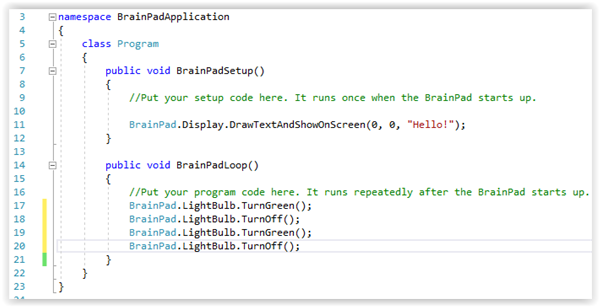 3 namespace BrainPadApplication
4 {
5 class Program
6 {
7 public void BrainPadSetup()
8 {
9 //Put your setup code here. It runs once when the BrainPad starts up.
10
11 BrainPad.Display.DrawTextAndShowOnScreen(0, 0, "Hello!");
12 }
13
14 public void BrainPadLoop()
15 {
16 //Put your program code here. It runs repeatedly after the BrainPad starts up.
17 BrainPad.LightBulb.TurnGreen();
18 BrainPad.LightBulb.TurnOff();
19 BrainPad.LightBulb.TurnGreen();
20 BrainPad.LightBulb.TurnOff();
21 }
22 }
23 }